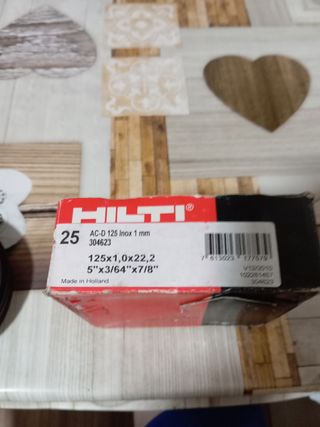 HILTI
25
AC-D 125 Inox 1 mm
304623
125x1,0x22,2
5"x3/64"x7/8"
Made in Holland
304623